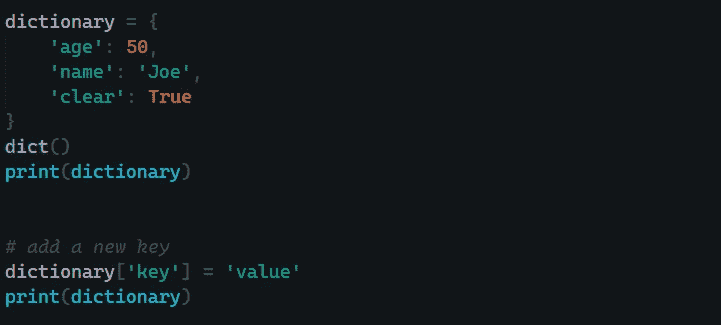 dictionary = {
    'age': 50,
    'name': 'Joe',
    'clear': True
}
dict()
print(dictionary)
# add a new key
dictionary['key'] = 'value'
print(dictionary)